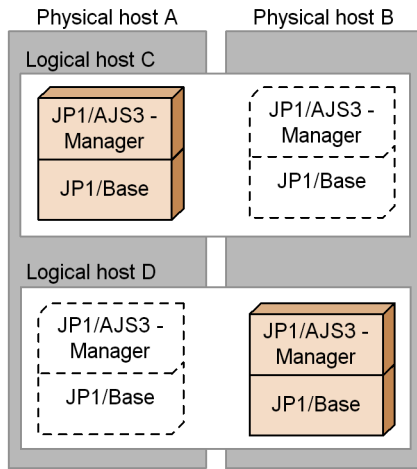 Physical host A
Physical host B
Logical host C
JP1/AJS3 -
Manager
JP1/Base
JP1/AJS3 -
Manager
JP1/Base
Logical host D
JP1/AJS3 -
Manager
JP1/Base
JP1/AJS3 -
Manager
JP1/Base